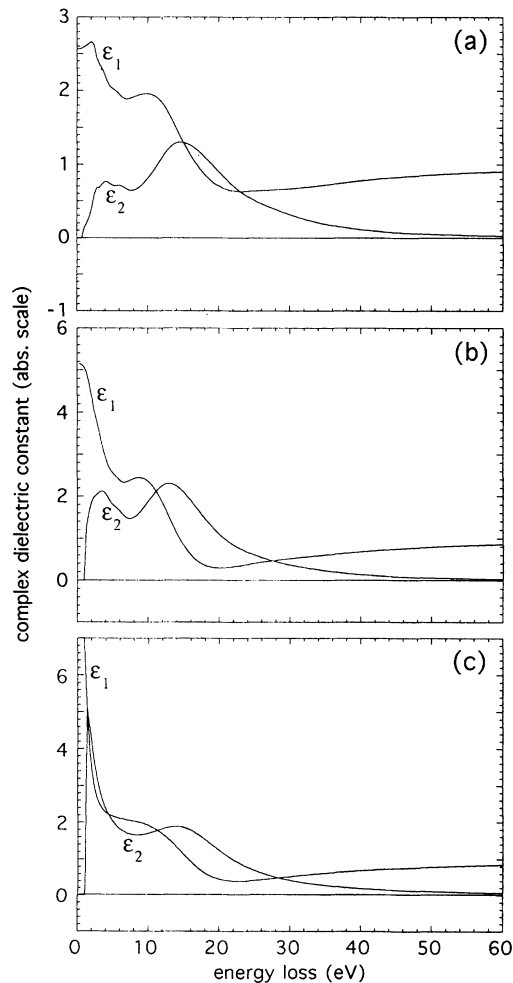 3
(a)
ε1
2
1
ε2
0
-1
6
(b)
ε1
4
2
ε2
0
complex dielectric constant (abs. scale)
(c)
ε1
6
4
2
ε2
0
0 10 20 30 40 50 60
energy loss (eV)